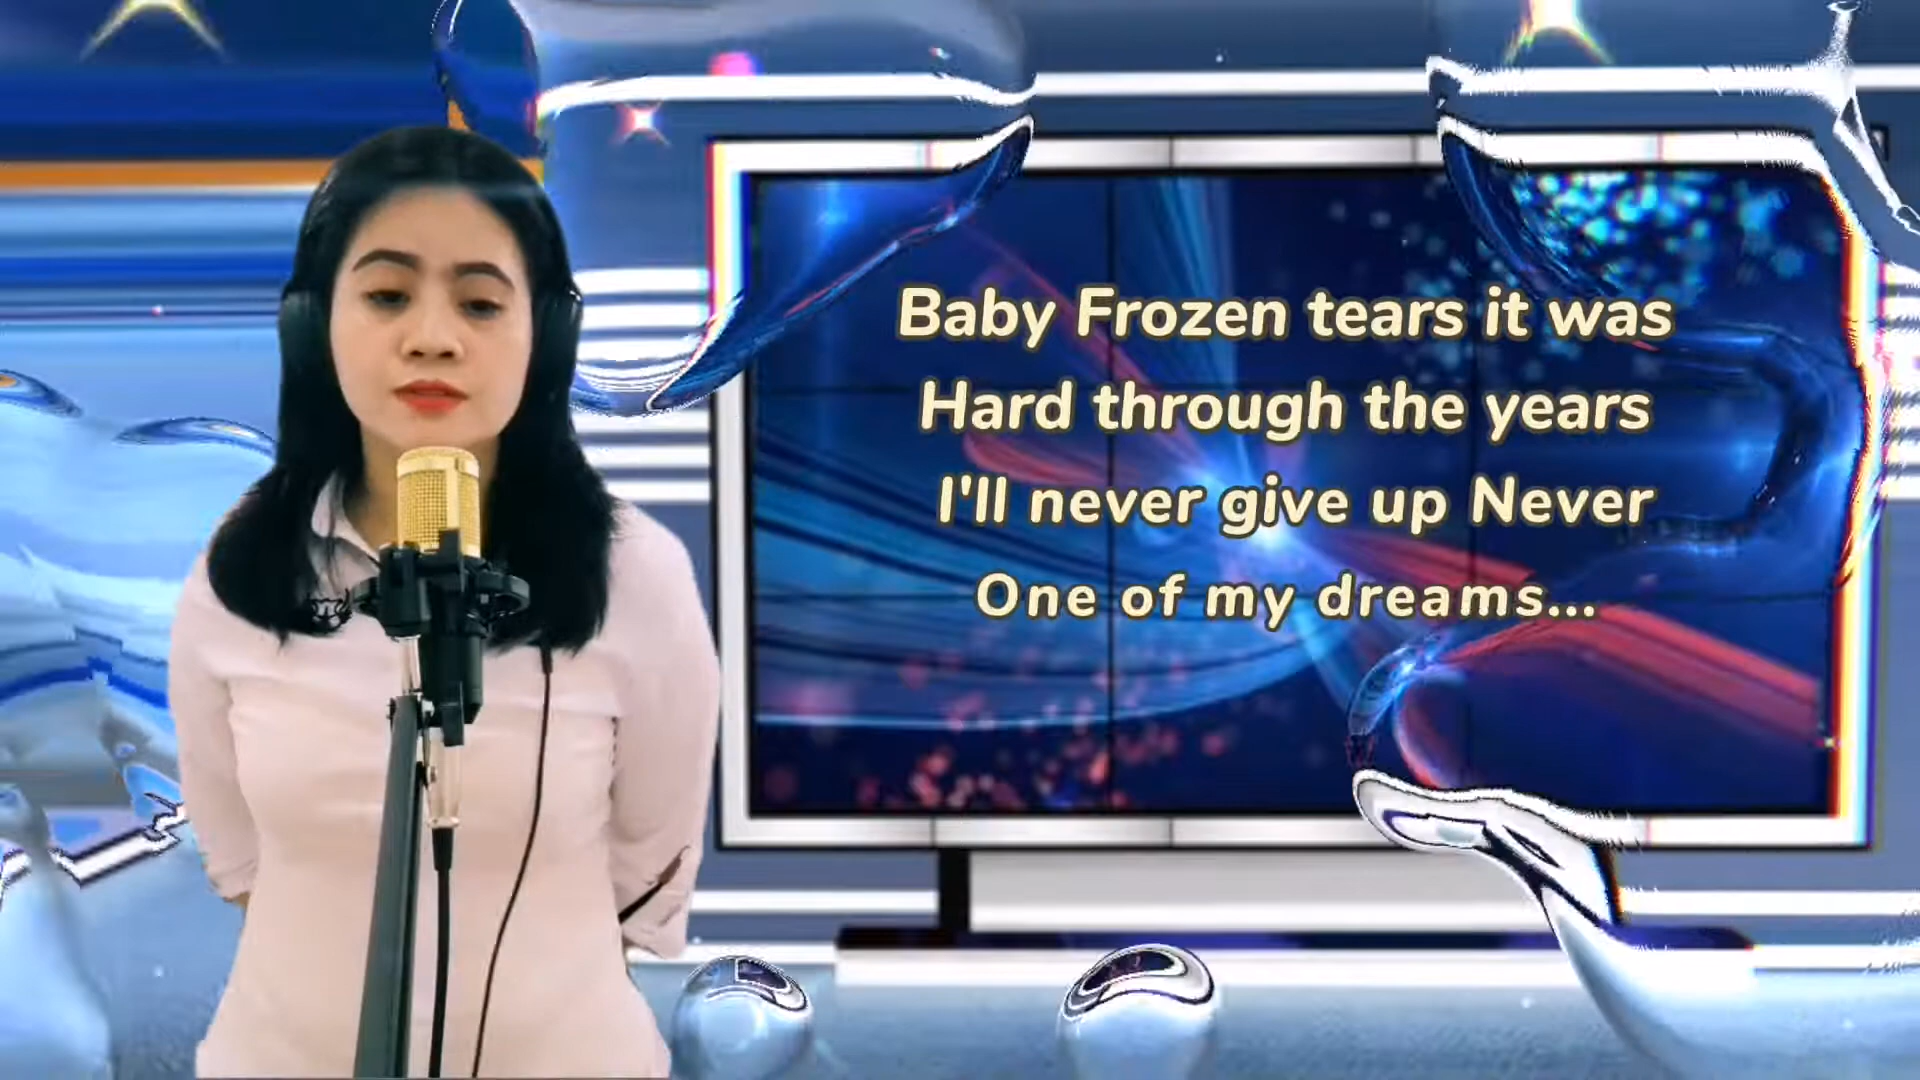 Baby Frozen tears it was
Hard through the years
I'll never give up Never
One of my dreams...